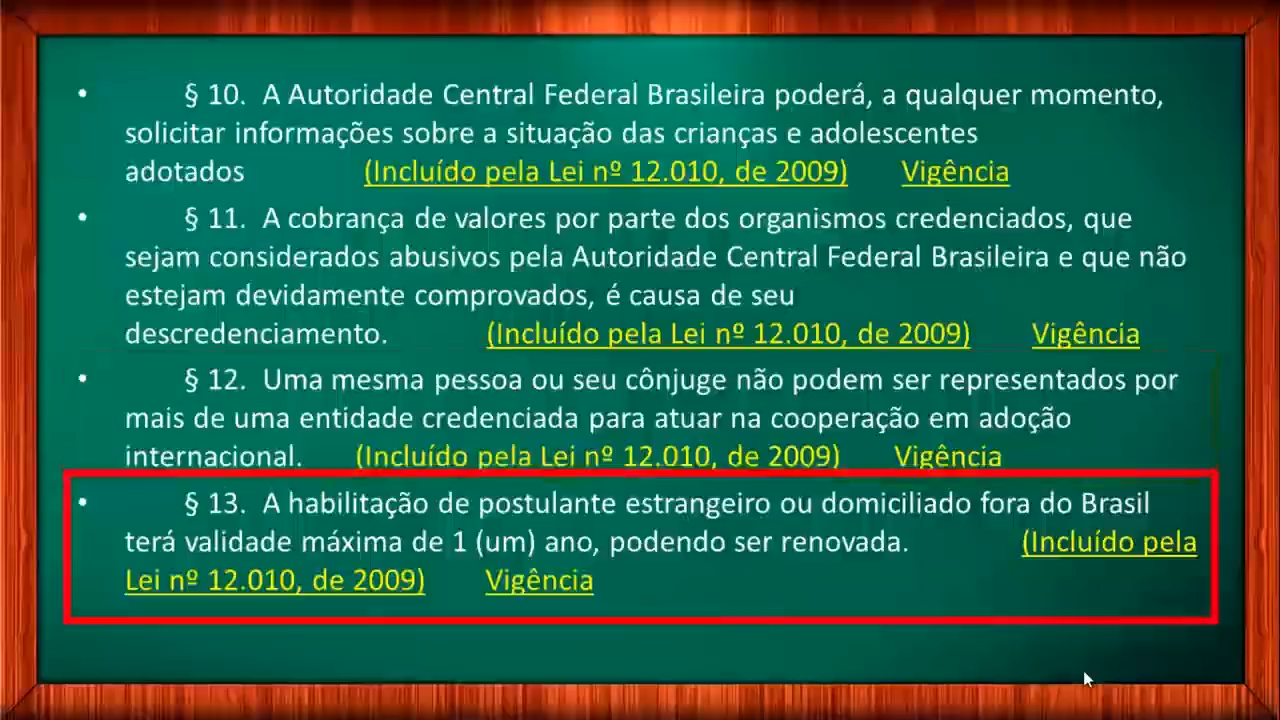 • § 10. A Autoridade Central Federal Brasileira poderá, a qualquer momento,
solicitar informações sobre a situação das crianças e adolescentes
adotados (Incluído pela Lei nº 12.010, de 2009) Vigência
• § 11. A cobrança de valores por parte dos organismos credenciados, que
sejam considerados abusivos pela Autoridade Central Federal Brasileira e que não
estejam devidamente comprovados, é causa de seu
descredenciamento. (Incluído pela Lei nº 12.010, de 2009) Vigência
• § 12. Uma mesma pessoa ou seu cônjuge não podem ser representados por
mais de uma entidade credenciada para atuar na cooperação em adoção
internacional. (Incluído pela Lei nº 12.010, de 2009) Vigência
• § 13. A habilitação de postulante estrangeiro ou domiciliado fora do Brasil
terá validade máxima de 1 (um) ano, podendo ser renovada. (Incluído pela
Lei nº 12.010, de 2009) Vigência